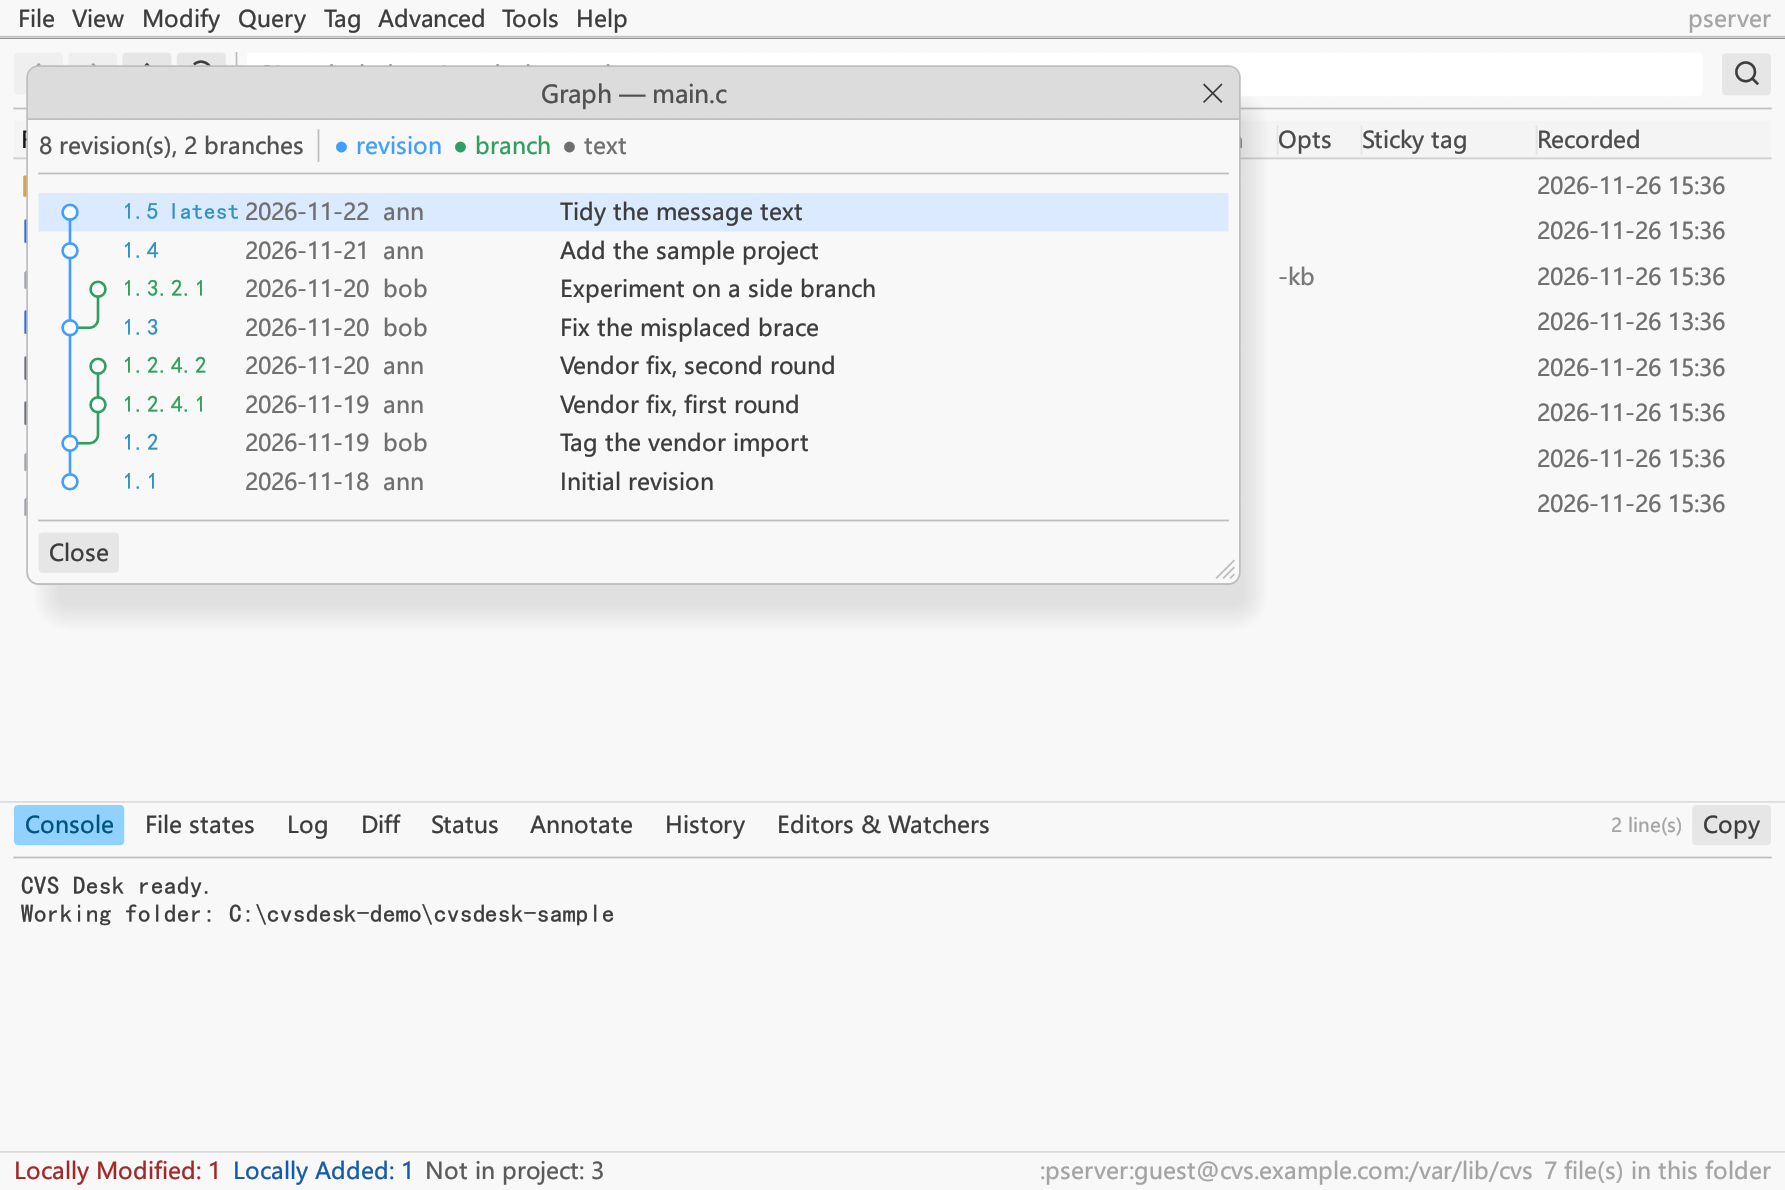 File View Modify Query Tag Advanced Tools Help pserver
Graph — main.c
8 revision(s), 2 branches revision branch text
Opts Sticky tag Recorded
1.5 latest 2026-11-22 ann Tidy the message text
1.4 2026-11-21 ann Add the sample project
1.3.2.1 2026-11-20 bob Experiment on a side branch
1.3 2026-11-20 bob Fix the misplaced brace
1.2.4.2 2026-11-20 ann Vendor fix, second round
1.2.4.1 2026-11-19 ann Vendor fix, first round
1.2 2026-11-19 bob Tag the vendor import
1.1 2026-11-18 ann Initial revision
Close
2026-11-26 15:36
2026-11-26 15:36
-kb 2026-11-26 15:36
2026-11-26 13:36
2026-11-26 15:36
2026-11-26 15:36
2026-11-26 15:36
2026-11-26 15:36
Console File states Log Diff Status Annotate History Editors & Watchers 2 line(s) Copy
CVS Desk ready.
Working folder: C:\cvsdesk-demo\cvsdesk-sample
Locally Modified: 1 Locally Added: 1 Not in project: 3 :pserver:guest@cvs.example.com:/var/lib/cvs 7 file(s) in this folder